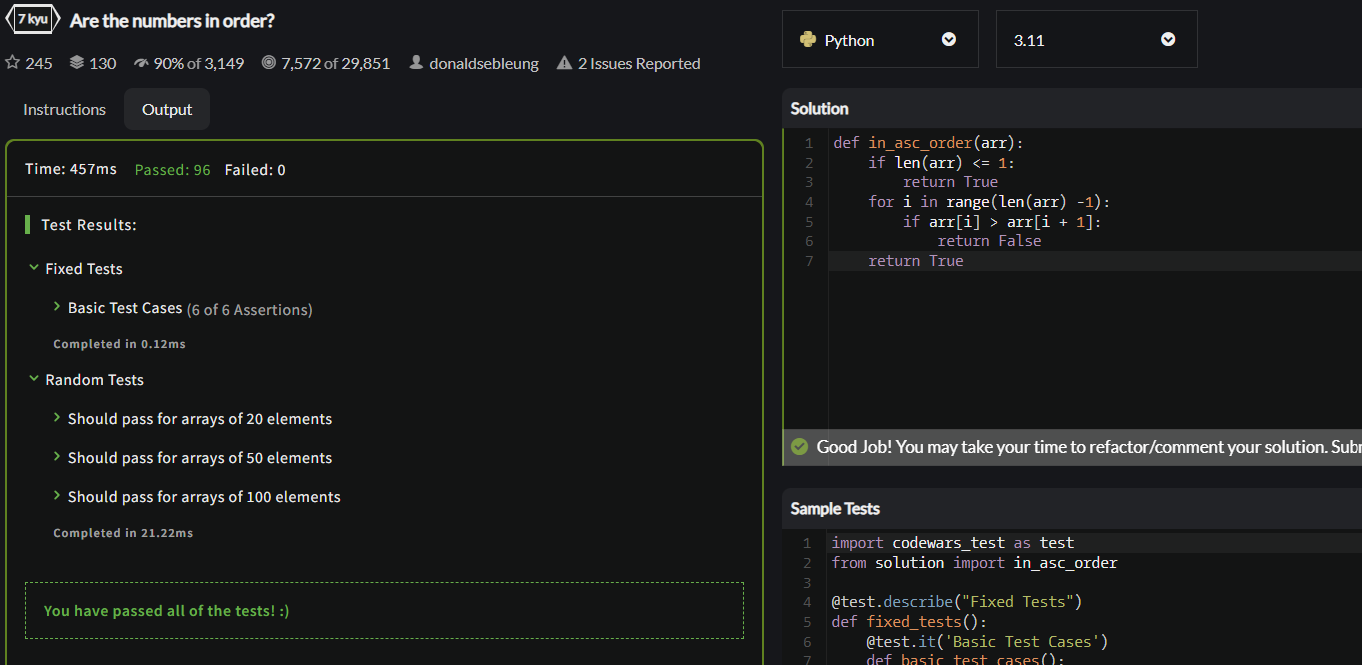 7 kyu Are the numbers in order?
245 130 90% of 3,149 7,572 of 29,851 donaldsebleung 2 Issues Reported
Instructions Output
Time: 457ms Passed: 96 Failed: 0
Test Results:
Fixed Tests
Basic Test Cases (6 of 6 Assertions)
Completed in 0.12ms
Random Tests
Should pass for arrays of 20 elements
Should pass for arrays of 50 elements
Should pass for arrays of 100 elements
Completed in 21.22ms
You have passed all of the tests! :)
Python 3.11
Solution
1 def in_asc_order(arr):
2     if len(arr) <= 1:
3         return True
4     for i in range(len(arr) -1):
5         if arr[i] > arr[i + 1]:
6             return False
7     return True
Good Job! You may take your time to refactor/comment your solution.
Sample Tests
1 import codewars_test as test
2 from solution import in_asc_order
3
4 @test.describe("Fixed Tests")
5 def fixed_tests():
6     @test.it('Basic Test Cases')
7     def basic_test_cases():